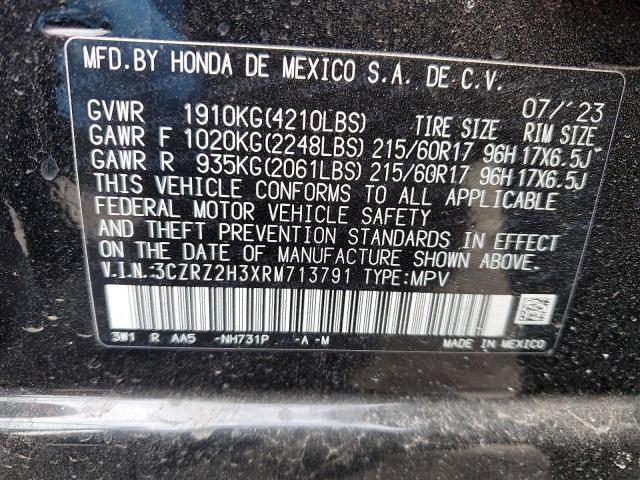 MFD.BY HONDA DE MEXICO S.A. DE C.V.
07/'23
GVWR 1910KG(4210LBS) TIRE SIZE RIM SIZE
GAWR F 1020KG(2248LBS) 215/60R17 96H 17X6.5J
GAWR R 935KG(2061LBS) 215/60R17 96H 17X6.5J
THIS VEHICLE CONFORMS TO ALL APPLICABLE
FEDERAL MOTOR VEHICLE SAFETY
AND THEFT PREVENTION STANDARDS IN EFFECT
ON THE DATE OF MANUFACTURE SHOWN ABOVE.
V.I.N.:3CZRZ2H3XRM713791 TYPE:MPV
3W1 R AA5 -NH731P -A-M
MADE IN MEXICO